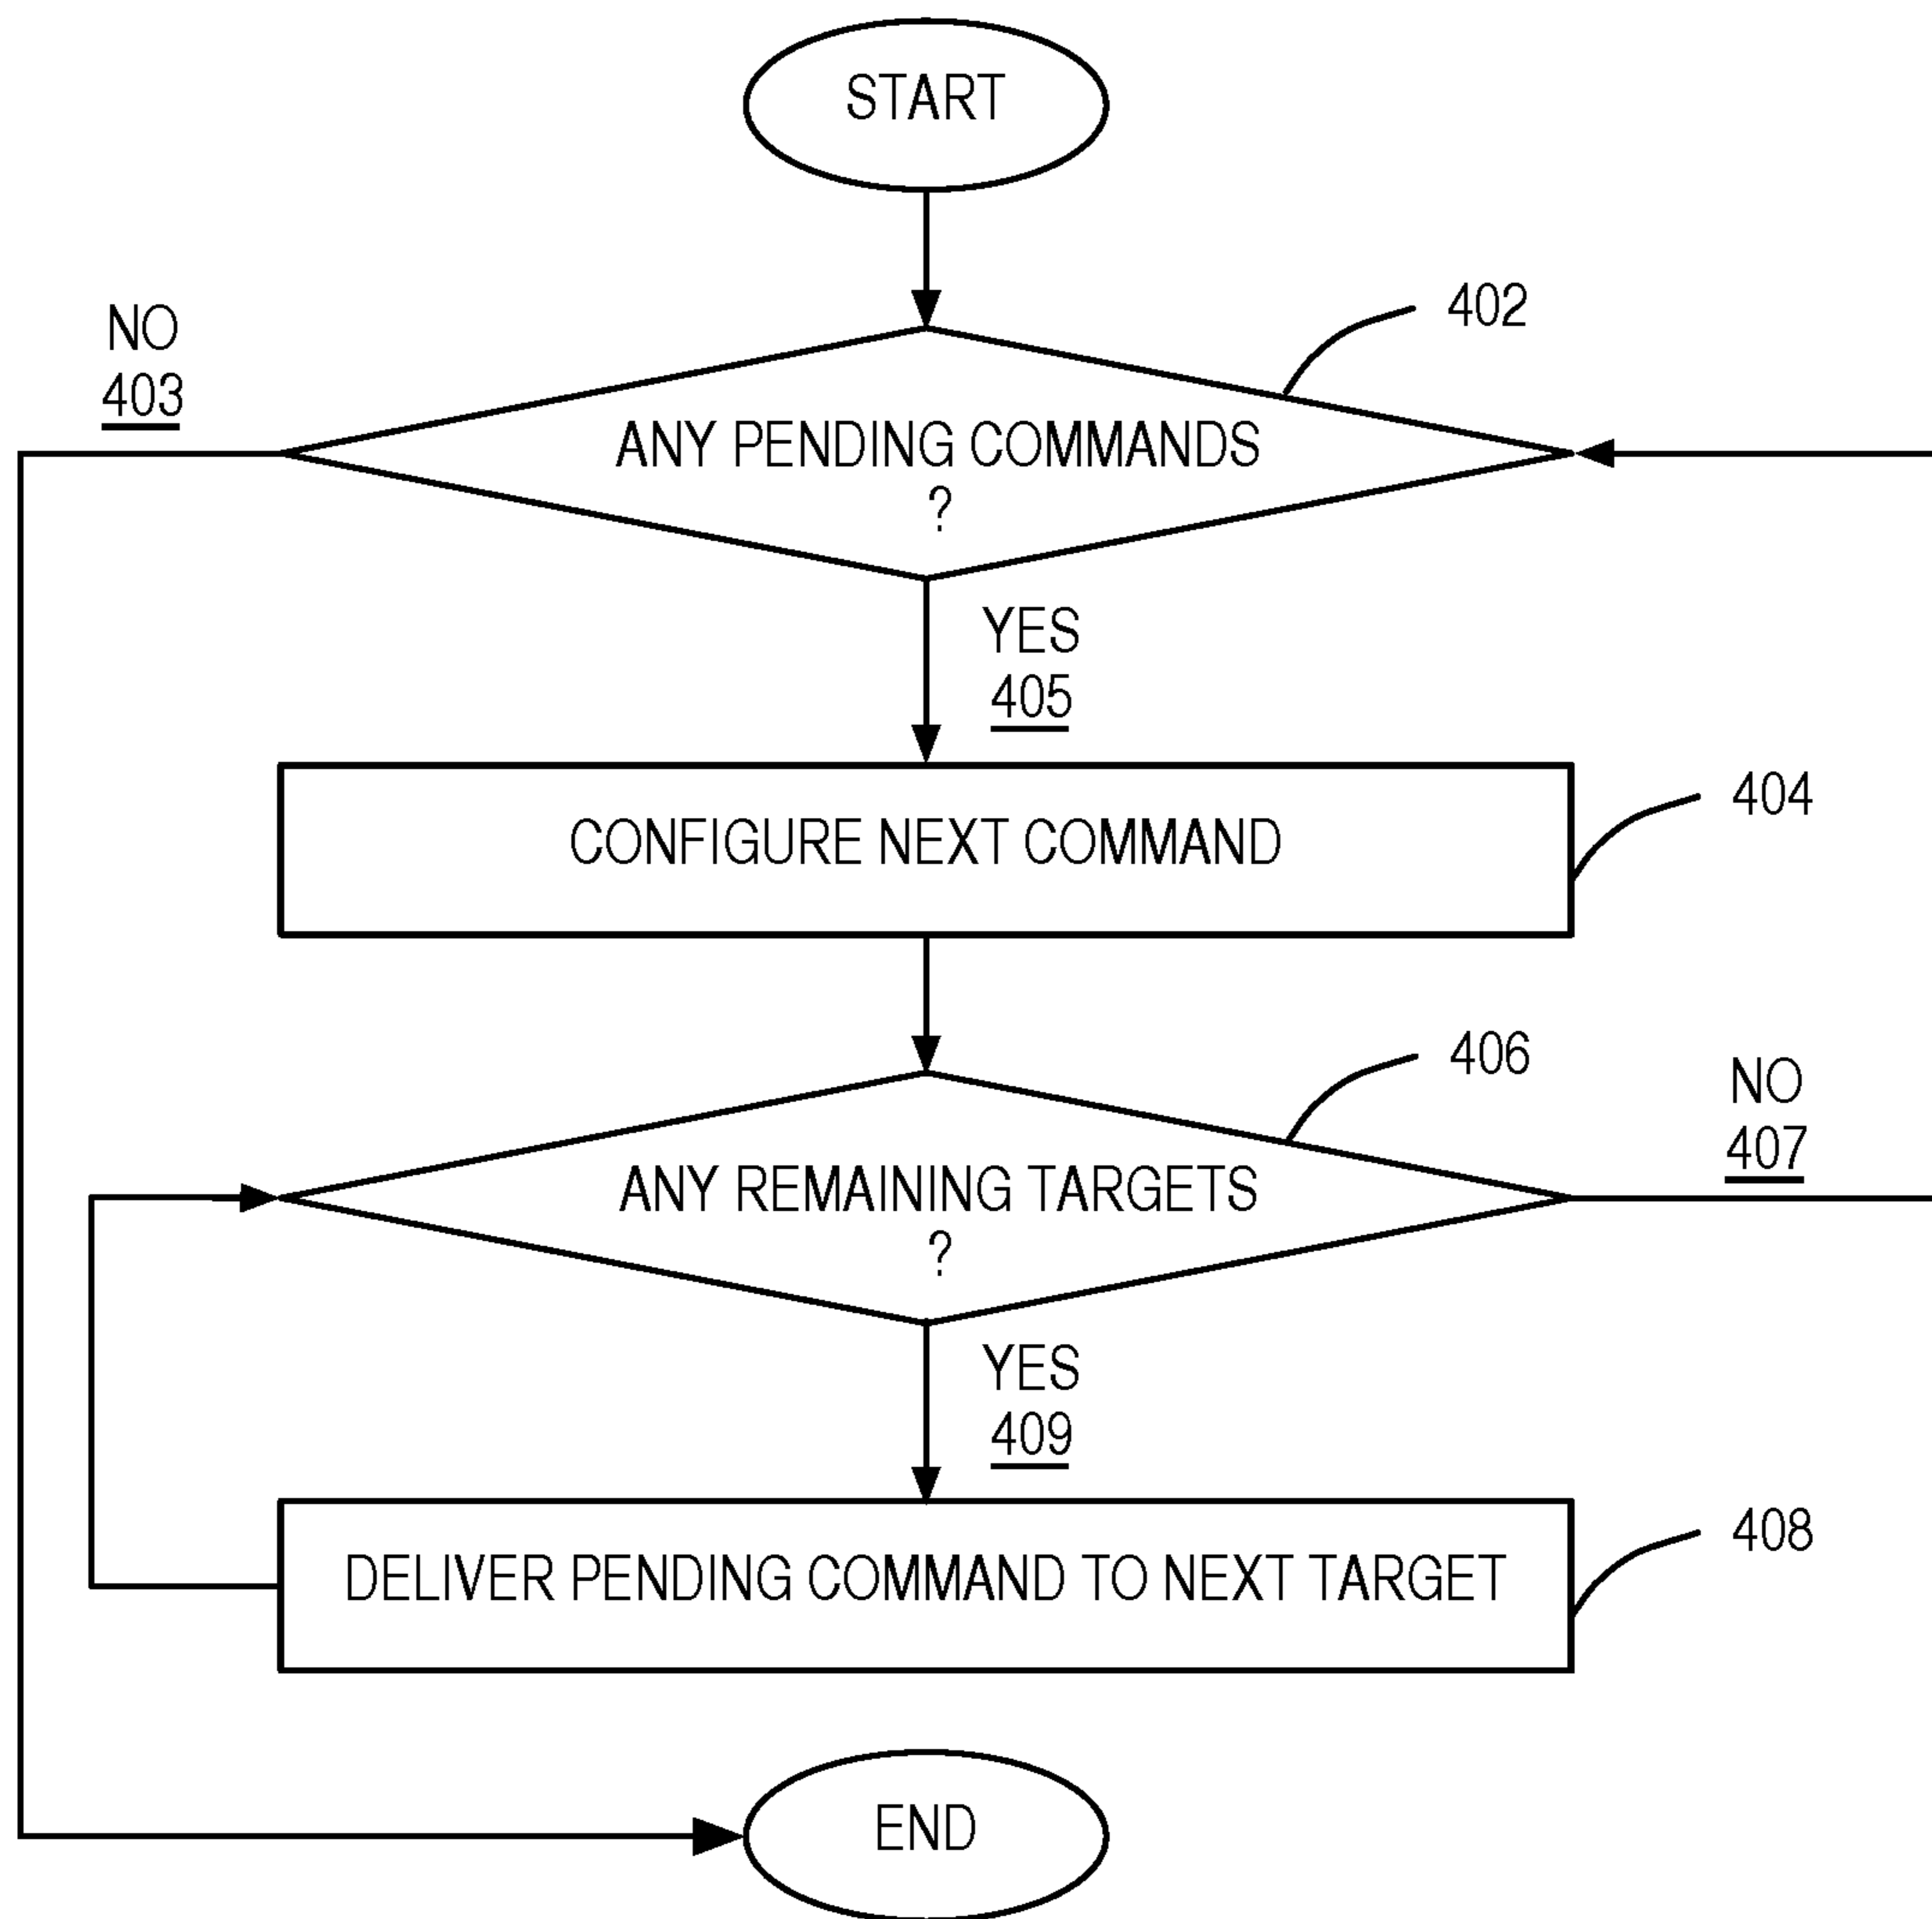 START
NO
403
402
ANY PENDING COMMANDS
?
YES
405
CONFIGURE NEXT COMMAND
404
406
NO
407
ANY REMAINING TARGETS
?
YES
409
DELIVER PENDING COMMAND TO NEXT TARGET
408
END